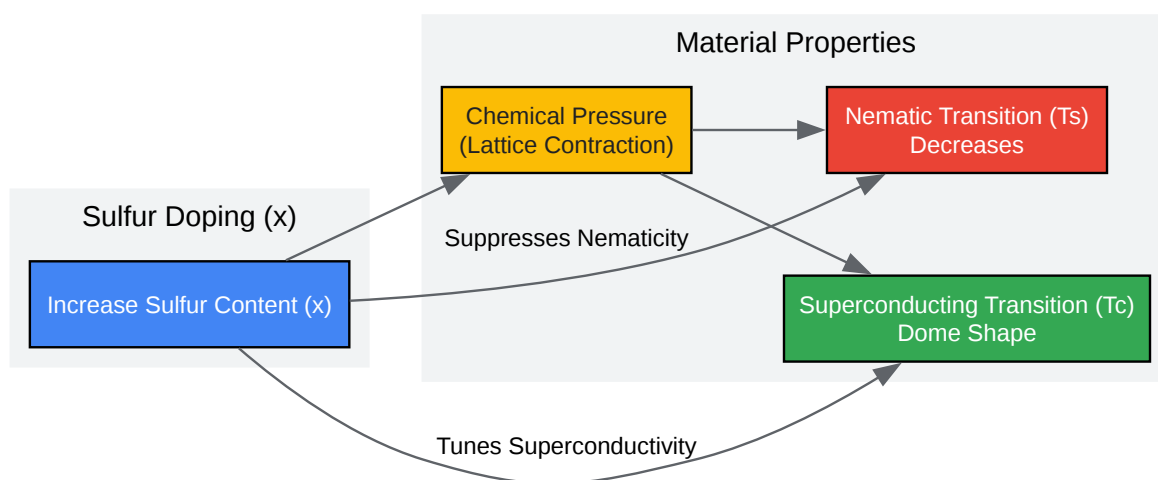 Material Properties
Chemical Pressure
(Lattice Contraction)
Nematic Transition (Ts)
Decreases
Sulfur Doping (x)
Suppresses Nematicity
Increase Sulfur Content (x)
Superconducting Transition (Tc)
Dome Shape
Tunes Superconductivity